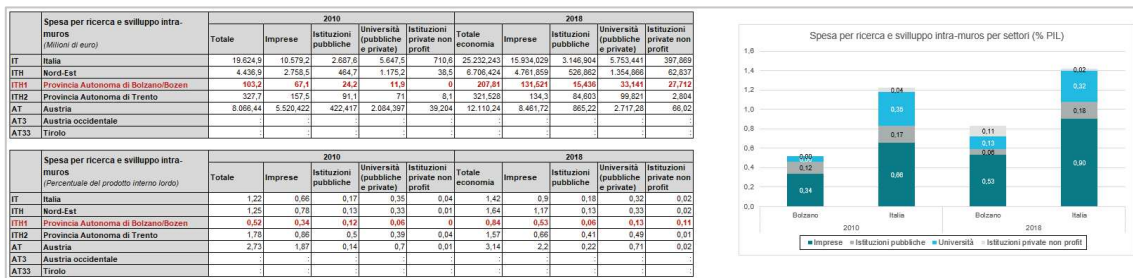 Spesa per ricerca e sviluppo intra-muros (Milioni di euro) 2010 2018
Totale Imprese Istituzioni pubbliche Università (pubbliche e private) Istituzioni private non profit Totale economia Imprese Istituzioni pubbliche Università (pubbliche e private) Istituzioni private non profit
IT Italia 19.624,9 10.579,2 2.687,6 5.647,5 710,6 25.232,243 15.934,029 3.146,904 5.753,441 397,869
ITH Nord-Est 4.436,9 2.758,5 464,7 1.175,2 38,5 6.706,424 4.761,859 526,862 1.354,866 62,837
ITH1 Provincia Autonoma di Bolzano/Bozen 103,2 67,1 24,2 11,9 0 207,81 131,521 15,436 33,141 27,712
ITH2 Provincia Autonoma di Trento 327,7 157,5 91,1 71 8,1 321,528 134,3 84,603 99,821 2,804
AT Austria 8.066,44 5.520,422 422,417 2.084,397 39,204 12.110,24 8.461,72 865,22 2.717,28 66,02
AT3 Austria occidentale : : : : : : : : : :
AT33 Tirolo : : : : : : : : : :
Spesa per ricerca e sviluppo intra-muros (Percentuale del prodotto interno lordo) 2010 2018
Totale Imprese Istituzioni pubbliche Università (pubbliche e private) Istituzioni private non profit Totale economia Imprese Istituzioni pubbliche Università (pubbliche e private) Istituzioni private non profit
IT Italia 1,22 0,66 0,17 0,35 0,04 1,42 0,9 0,18 0,32 0,02
ITH Nord-Est 1,25 0,78 0,13 0,33 0,01 1,64 1,17 0,13 0,33 0,02
ITH1 Provincia Autonoma di Bolzano/Bozen 0,52 0,34 0,12 0,06 0 0,84 0,53 0,06 0,13 0,11
ITH2 Provincia Autonoma di Trento 1,78 0,86 0,5 0,39 0,04 1,57 0,66 0,41 0,49 0,01
AT Austria 2,73 1,87 0,14 0,7 0,01 3,14 2,2 0,22 0,71 0,02
AT3 Austria occidentale : : : : : : : : : :
AT33 Tirolo : : : : : : : : : :
Spesa per ricerca e sviluppo intra-muros per settori (% PIL)
1,6
1,4 0,02
1,2 0,04 0,32
1,0 0,35 0,18
0,8 0,17 0,11
0,6 0,00 0,13
0,4 0,12 0,06 0,90
0,2 0,34 0,66 0,53
0,0
Bolzano Italia Bolzano Italia
2010 2018
Imprese Istituzioni pubbliche Università Istituzioni private non profit